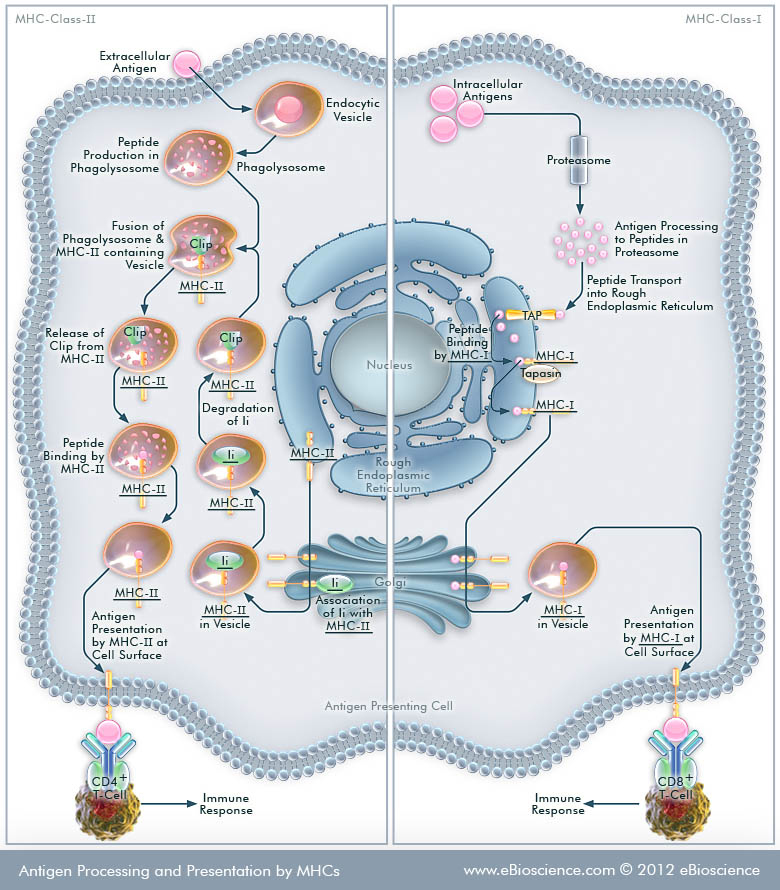 MHC-Class-II
MHC-Class-I
Extracellular
Antigen
Endocytic
Vesicle
Peptide
Production in
Phagolysosome
Phagolysosome
Fusion of
Phagolysosome &
MHC-II containing
Vesicle
Clip
MHC-II
Release of
Clip from
MHC-II
Clip
MHC-II
Clip
MHC-II
Degradation
of Ii
Peptide
Binding by
MHC-II
MHC-II
Ii
MHC-II
MHC-II
Ii
MHC-II
in Vesicle
MHC-II
Antigen
Presentation
by MHC-II at
Cell Surface
CD4+
T-Cell
Immune
Response
Nucleus
Rough
Endoplasmic
Reticulum
Golgi
Ii
Association
of Ii with
MHC-II
Antigen Presenting Cell
Intracellular
Antigens
Proteasome
Antigen Processing
to Peptides in
Proteasome
Peptide Transport
into Rough
Endoplasmic Reticulum
TAP
Peptide
Binding
by MHC-I
MHC-I
Tapasin
MHC-I
MHC-I
in Vesicle
Antigen
Presentation
by MHC-I at
Cell Surface
CD8+
T-Cell
Immune
Response
Antigen Processing and Presentation by MHCs
www.eBioscience.com © 2012 eBioscience